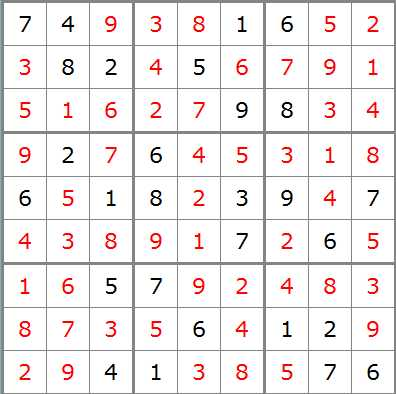 7 4 9 3 8 1 6 5 2
3 8 2 4 5 6 7 9 1
5 1 6 2 7 9 8 3 4
9 2 7 6 4 5 3 1 8
6 5 1 8 2 3 9 4 7
4 3 8 9 1 7 2 6 5
1 6 5 7 9 2 4 8 3
8 7 3 5 6 4 1 2 9
2 9 4 1 3 8 5 7 6